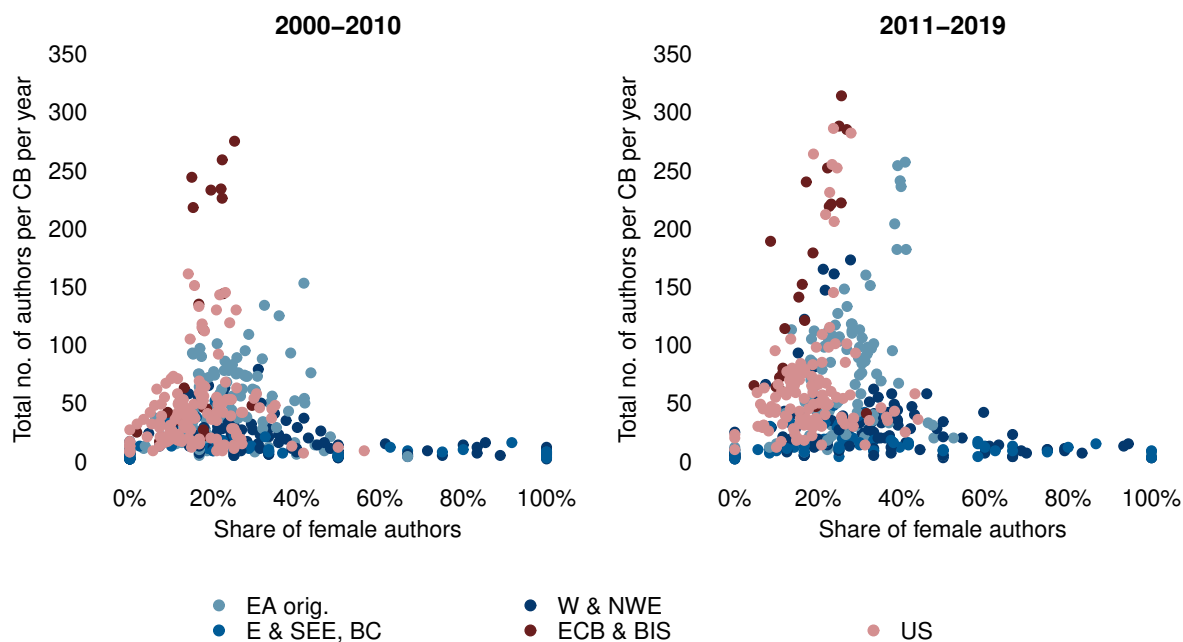 2000−2010
Total no. of authors per CB per year
350
300
250
200
150
100
50
0
0% 20% 40% 60% 80% 100%
Share of female authors
2011−2019
Total no. of authors per CB per year
350
300
250
200
150
100
50
0
0% 20% 40% 60% 80% 100%
Share of female authors
EA orig. W & NWE
E & SEE, BC ECB & BIS US